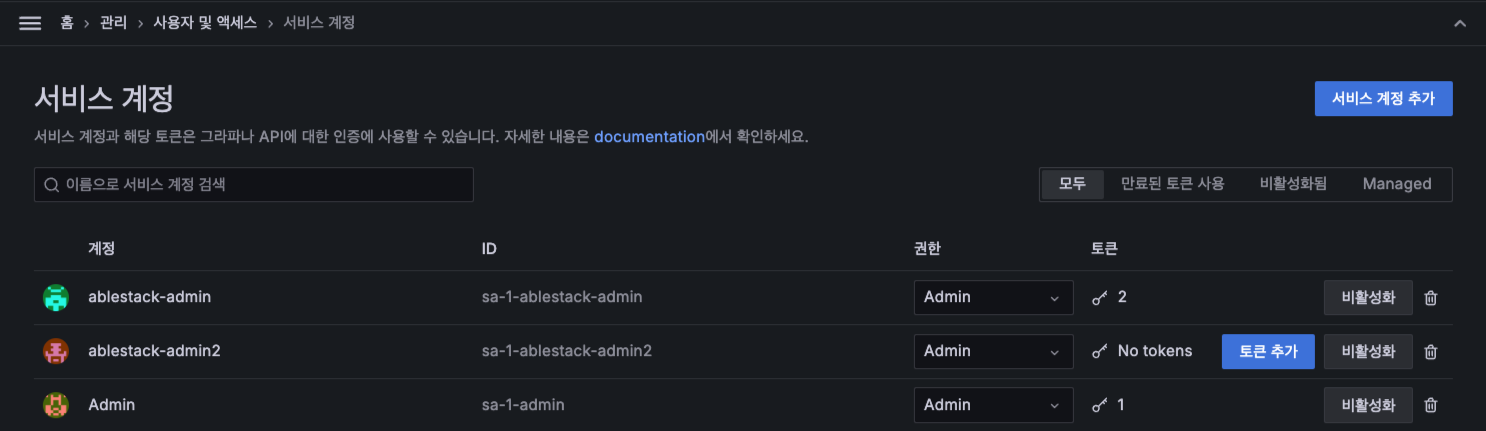 홈 › 관리 › 사용자 및 액세스 › 서비스 계정
서비스 계정
서비스 계정 추가
서비스 계정과 해당 토큰은 그라파나 API에 대한 인증에 사용할 수 있습니다. 자세한 내용은 documentation에서 확인하세요.
이름으로 서비스 계정 검색
모두 만료된 토큰 사용 비활성화됨 Managed
계정 ID 권한 토큰
ablestack-admin sa-1-ablestack-admin Admin 2 비활성화
ablestack-admin2 sa-1-ablestack-admin2 Admin No tokens 토큰 추가 비활성화
Admin sa-1-admin Admin 1 비활성화